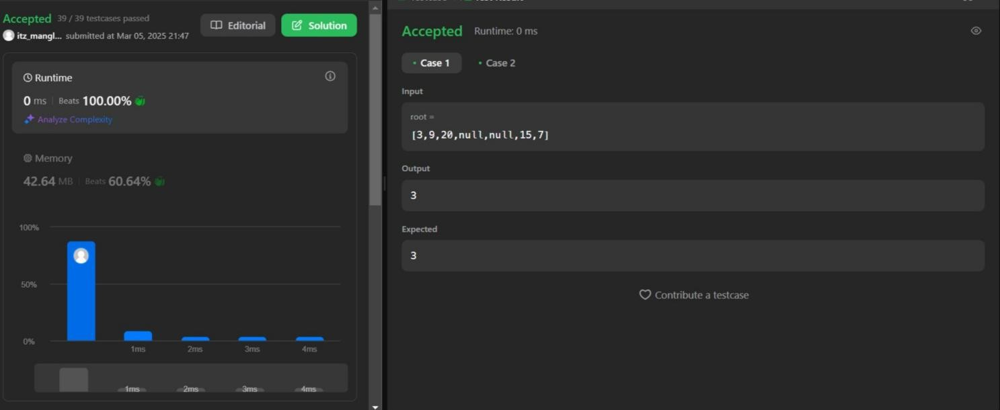 Accepted 39 / 39 testcases passed
itz_mangl... submitted at Mar 05, 2025 21:47
Editorial
Solution
Runtime
0 ms | Beats 100.00%
Analyze Complexity
Memory
42.64 MB | Beats 60.64%
100%
50%
0%
1ms 2ms 3ms 4ms
1ms 2ms 3ms 4ms
Accepted Runtime: 0 ms
• Case 1 • Case 2
Input
root =
[3,9,20,null,null,15,7]
Output
3
Expected
3
Contribute a testcase